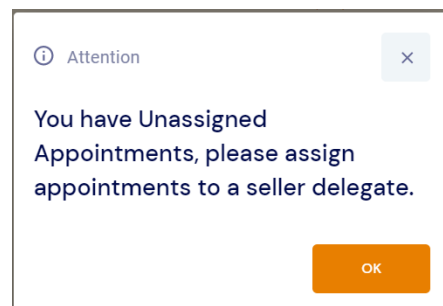 Attention
You have Unassigned
Appointments, please assign
appointments to a seller delegate.
OK